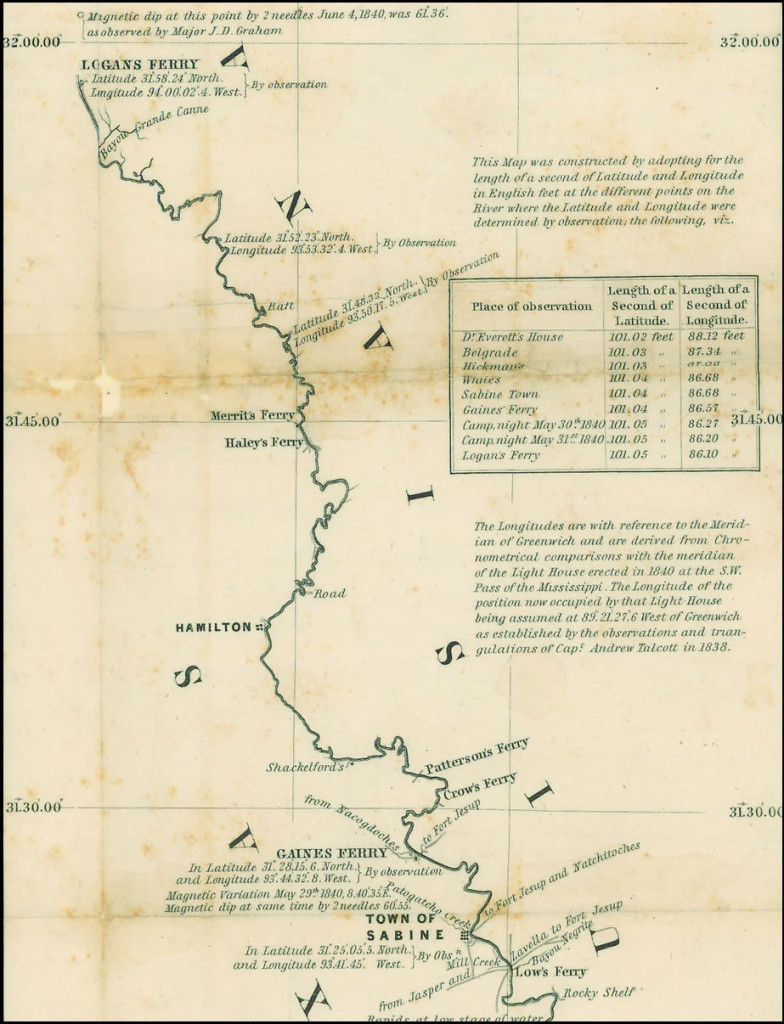 Magnetic dip at this point by 2 needles June 4, 1840, was 61.36'.
as observed by Major J.D. Graham
32°00.00"
32°00.00"
LOGANS FERRY
Latitude 31°.58'.24" North.
Longitude 94°.00'.02".4. West.
By observation
Bayou Grande Canne
This Map was constructed by adopting for the
length of a second of Latitude and Longitude
in English feet at the different points on the
River where the Latitude and Longitude were
determined by observation; the following, viz.
Latitude 31°.52'.23" North.
Longitude 93°.53'.32".4. West.
By Observation
Raft
Latitude 31°.48'.33" North.
Longitude 93°.50'.17".5. West.
By Observation
Place of observation Length of a Second of Latitude. Length of a Second of Longitude.
Dr. Everett's House 101.02 feet 88.12 feet
Belgrade 101.03 " 87.34 "
Hickman's 101.03 "
101.04 " 86.68 "
Sabine Town 101.04 " 86.68 "
Gaines' Ferry 101.04 " 86.57 "
Camp, night May 30th 1840 101.05 " 86.27 "
Camp, night May 31st 1840. 101.05 " 86.20 "
Logan's Ferry 101.05 " 86.10 "
Merrit's Ferry
31°45.00"
31°45.00"
Haley's Ferry
The Longitudes are with reference to the Merid-
ian of Greenwich and are derived from Chro-
nometrical comparisons with the meridian
of the Light House erected in 1840 at the S.W.
Pass of the Mississippi. The Longitude of the
position now occupied by that Light House
being assumed at 89°.21'.27".6 West of Greenwich
as established by the observations and trian-
gulations of Capt. Andrew Talcott in 1838.
Road
HAMILTON
Shackelford's
Patterson's Ferry
Crow's Ferry
31°30.00"
31°30.00
from Nacogdoches
to Fort Jesup
GAINES FERRY
In Latitude 31°.28'.15".6. North.
and Longitude 93°.44'.32".8. West.
By observation
Magnetic Variation May 29th 1840, 8.40.35 E.
Magnetic dip at same time by 2 needles 60.55.
Patogatcho Creek
to Fort Jesup and Natchitoches
TOWN OF
SABINE
In Latitude 31°.25'.05".5. North.
and Longitude 93°.41'.45". West.
By Obsn
Mill Creek
Lavella to Fort Jesup
Bayou Negrite
Low's Ferry
from Jasper and
Rocky Shelf
Rapids at low stage of water
L O U I S I A N A
T E X A S